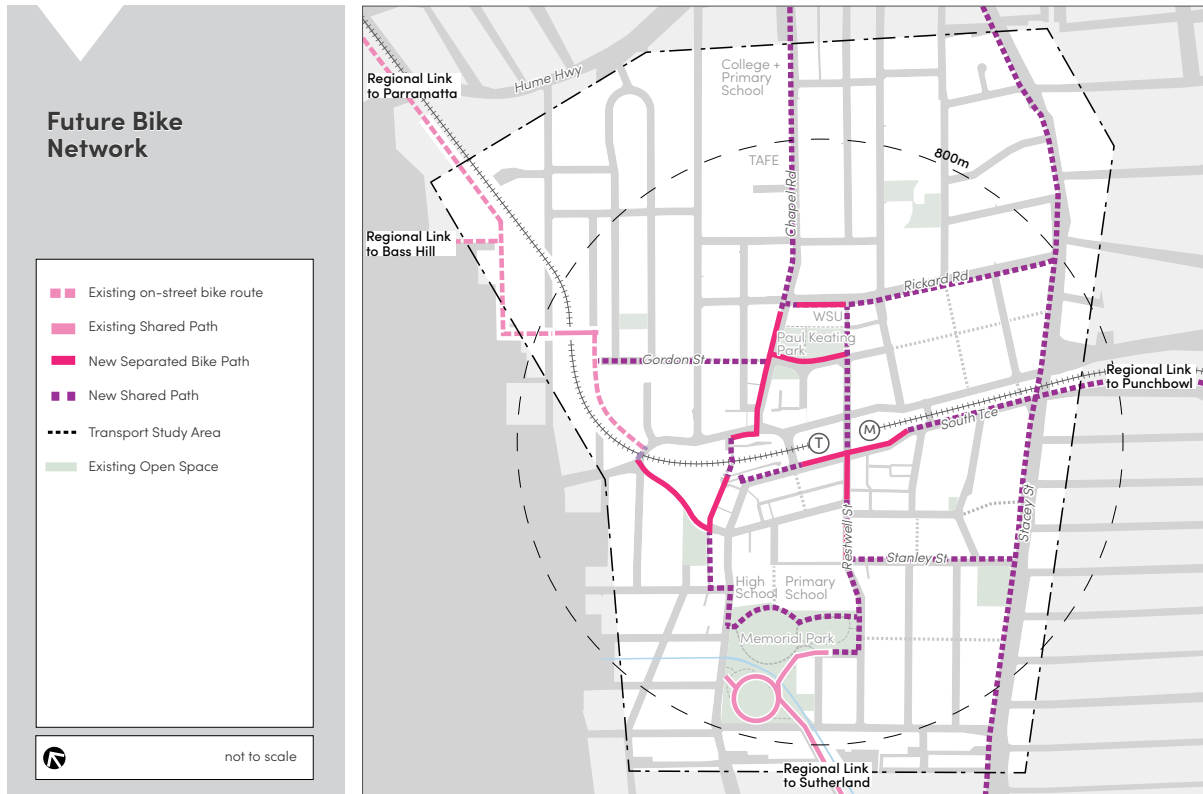 Future Bike
Network
Existing on-street bike route
Existing Shared Path
New Separated Bike Path
New Shared Path
Transport Study Area
Existing Open Space
not to scale
Regional Link
to Parramatta
Hume Hwy
College +
Primary
School
TAFE
800m
Chapel Rd
Regional Link
to Bass Hill
Rickard Rd
WSU
Paul Keating
Park
Gordon St
Regional Link
to Punchbowl
T
M
South Tce
Stacey St
Restwell St
Stanley St
High
School
Primary
School
Memorial Park
Regional Link
to Sutherland